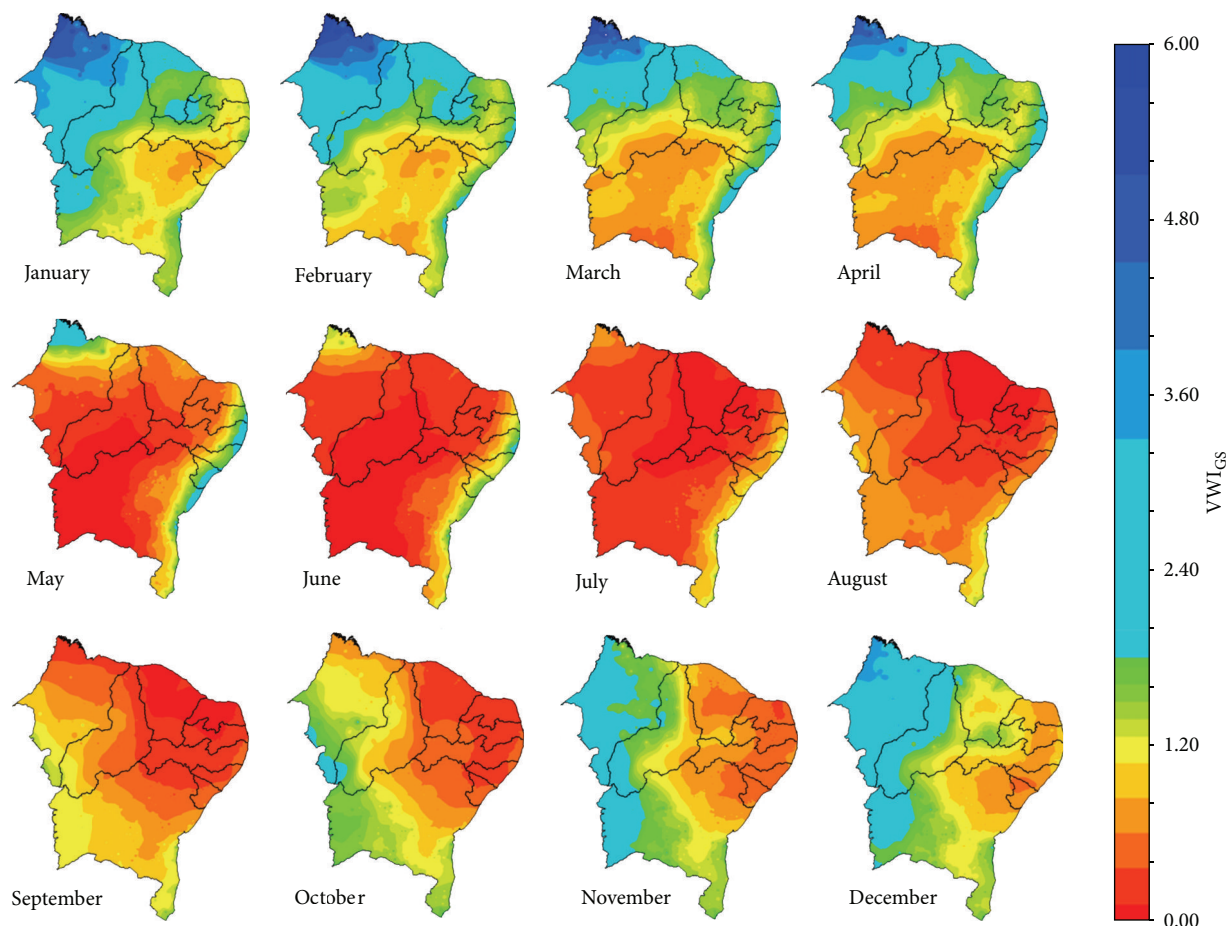 January
February
March
April
May
June
July
August
September
October
November
December
6.00
4.80
3.60
2.40
1.20
0.00
VWI_GS